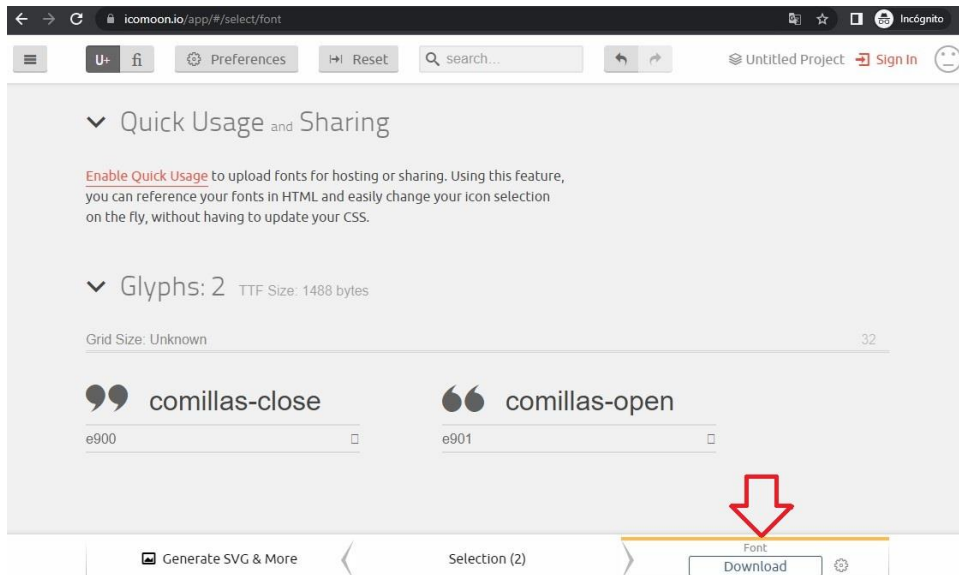 icomoon.io/app/#/select/font
Incógnito
U+ fi Preferences Reset search... Untitled Project Sign In
Quick Usage and Sharing
Enable Quick Usage to upload fonts for hosting or sharing. Using this feature,
you can reference your fonts in HTML and easily change your icon selection
on the fly, without having to update your CSS.
Glyphs: 2 TTF Size: 1488 bytes
Grid Size: Unknown 32
comillas-close comillas-open
e900 e901
Generate SVG & More Selection (2) Font
Download